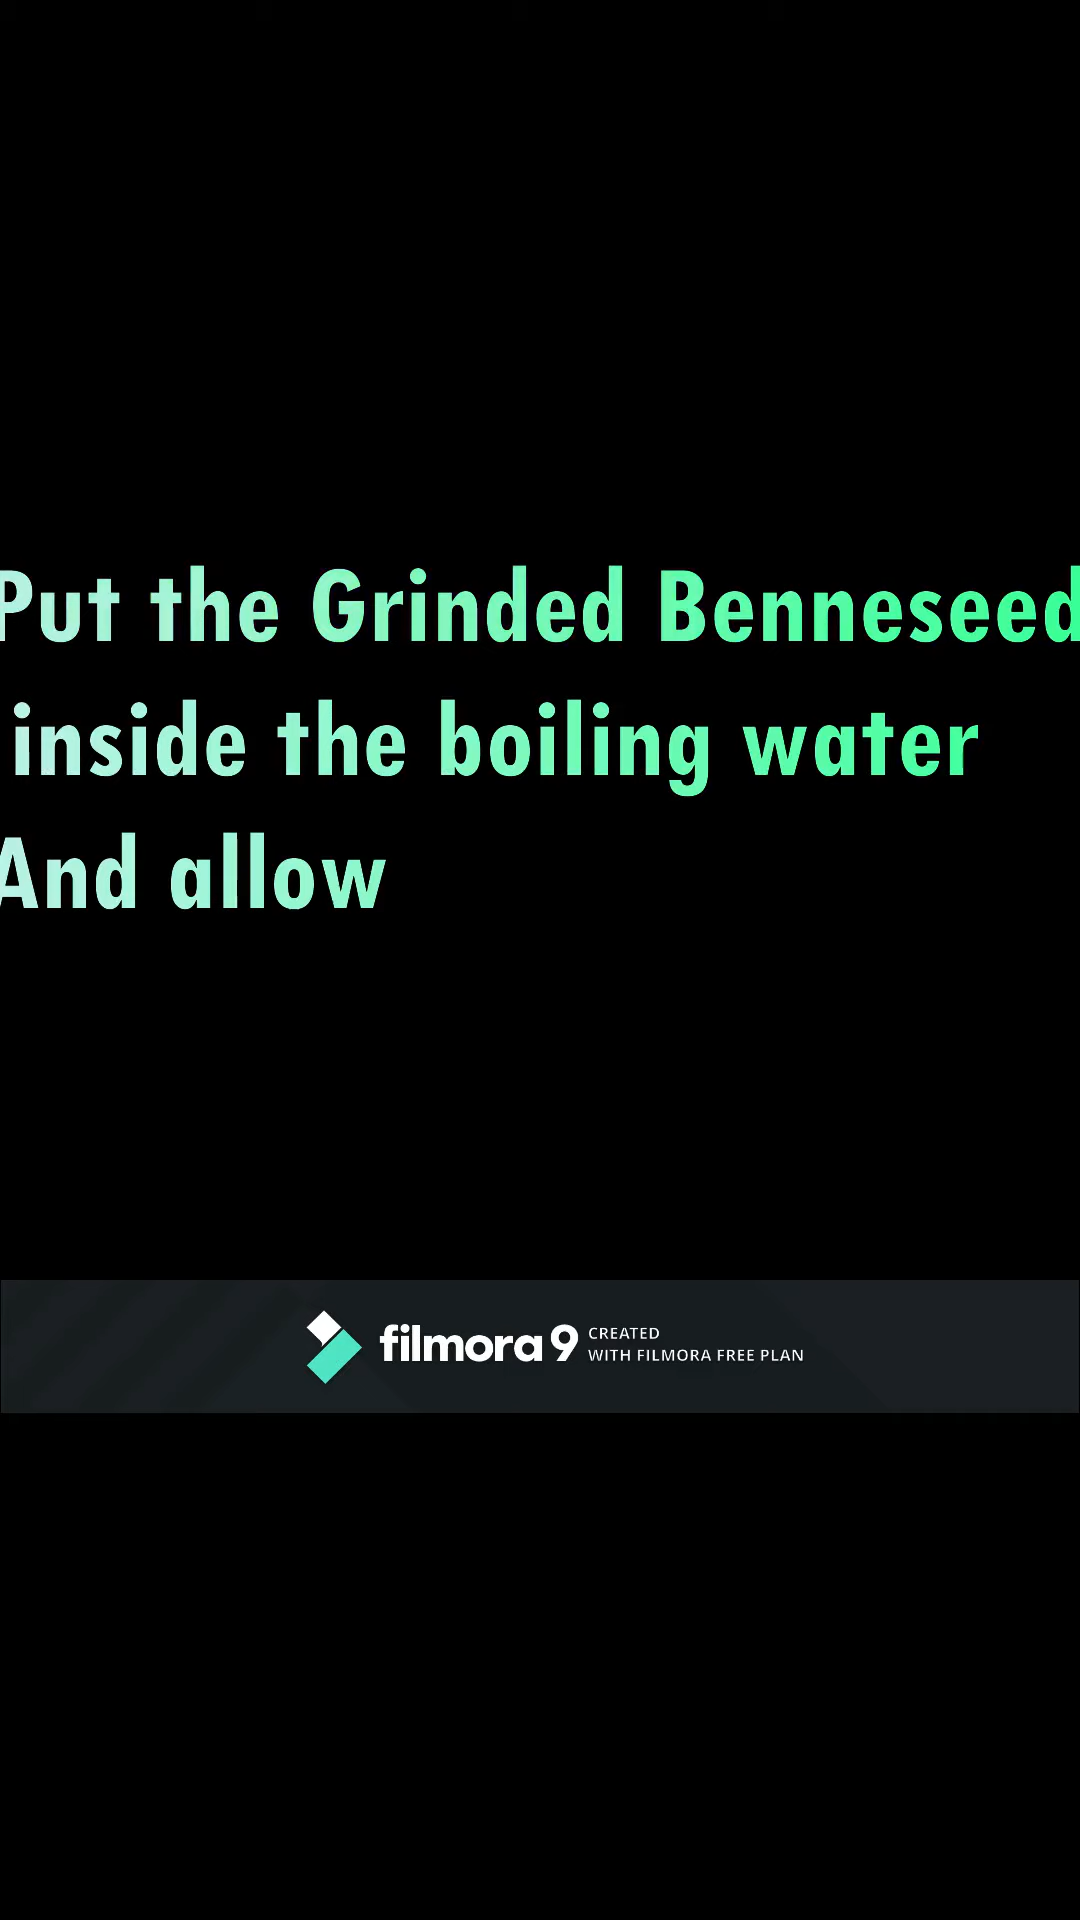 Put the Grinded Benneseed
inside the boiling water
And allow
filmora 9
CREATED
WITH FILMORA FREE PLAN